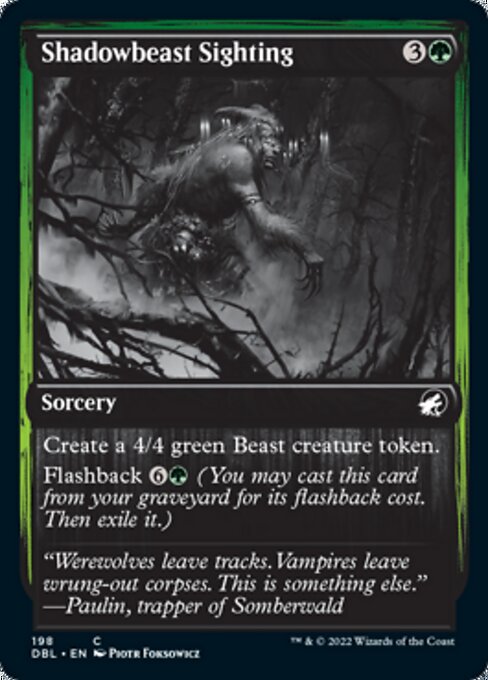 Shadowbeast Sighting 3
Sorcery
Create a 4/4 green Beast creature token.
Flashback 6 (You may cast this card
from your graveyard for its flashback cost.
Then exile it.)
“Werewolves leave tracks. Vampires leave
wrung-out corpses. This is something else.”
—Paulin, trapper of Somberwald
198 C
DBL • EN Piotr Foksowicz
™ & © 2022 Wizards of the Coast